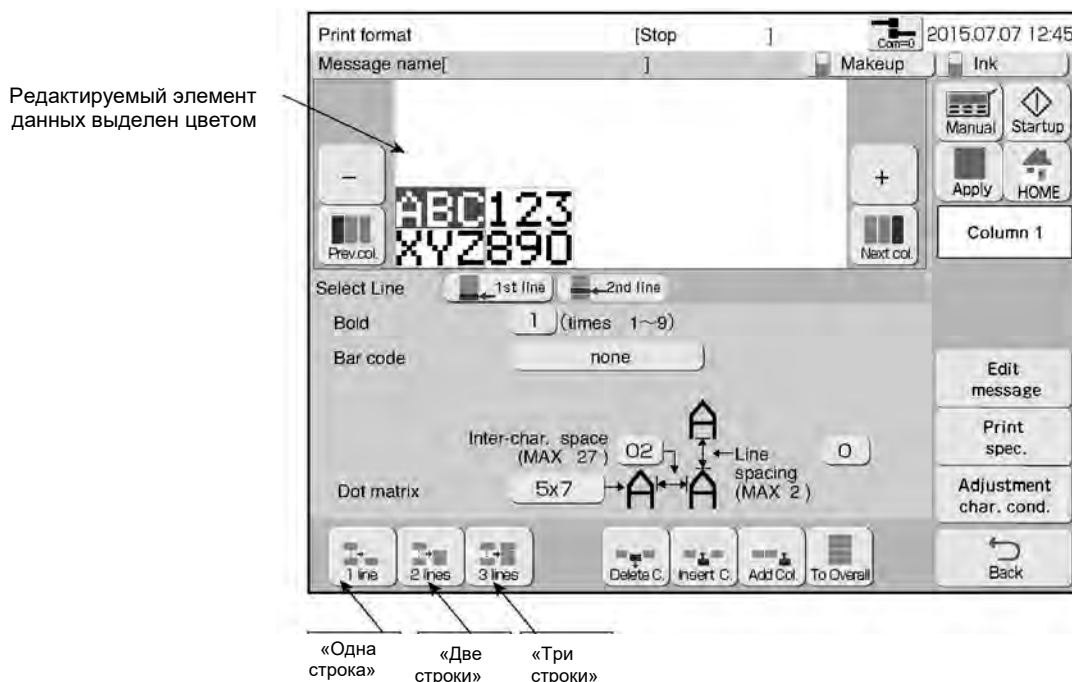 Print format [Stop ] Com=0 2015.07.07 12:45
Message name[ ] Makeup Ink
Редактируемый элемент
данных выделен цветом
Manual Startup
Apply HOME
- +
ABC123
XYZ890
Prev.col. Next col.
Column 1
Select Line 1st line 2nd line
Bold 1 (times 1~9)
Bar code none
Edit
message
Print
spec.
Inter-char. space
(MAX 27) 02
Line
spacing
(MAX 2)
0
Dot matrix 5x7
Adjustment
char. cond.
1 line 2 lines 3 lines Delete C. Insert C. Add Col. To Overall Back
«Одна
строка»
«Две
строки»
«Три
строки»